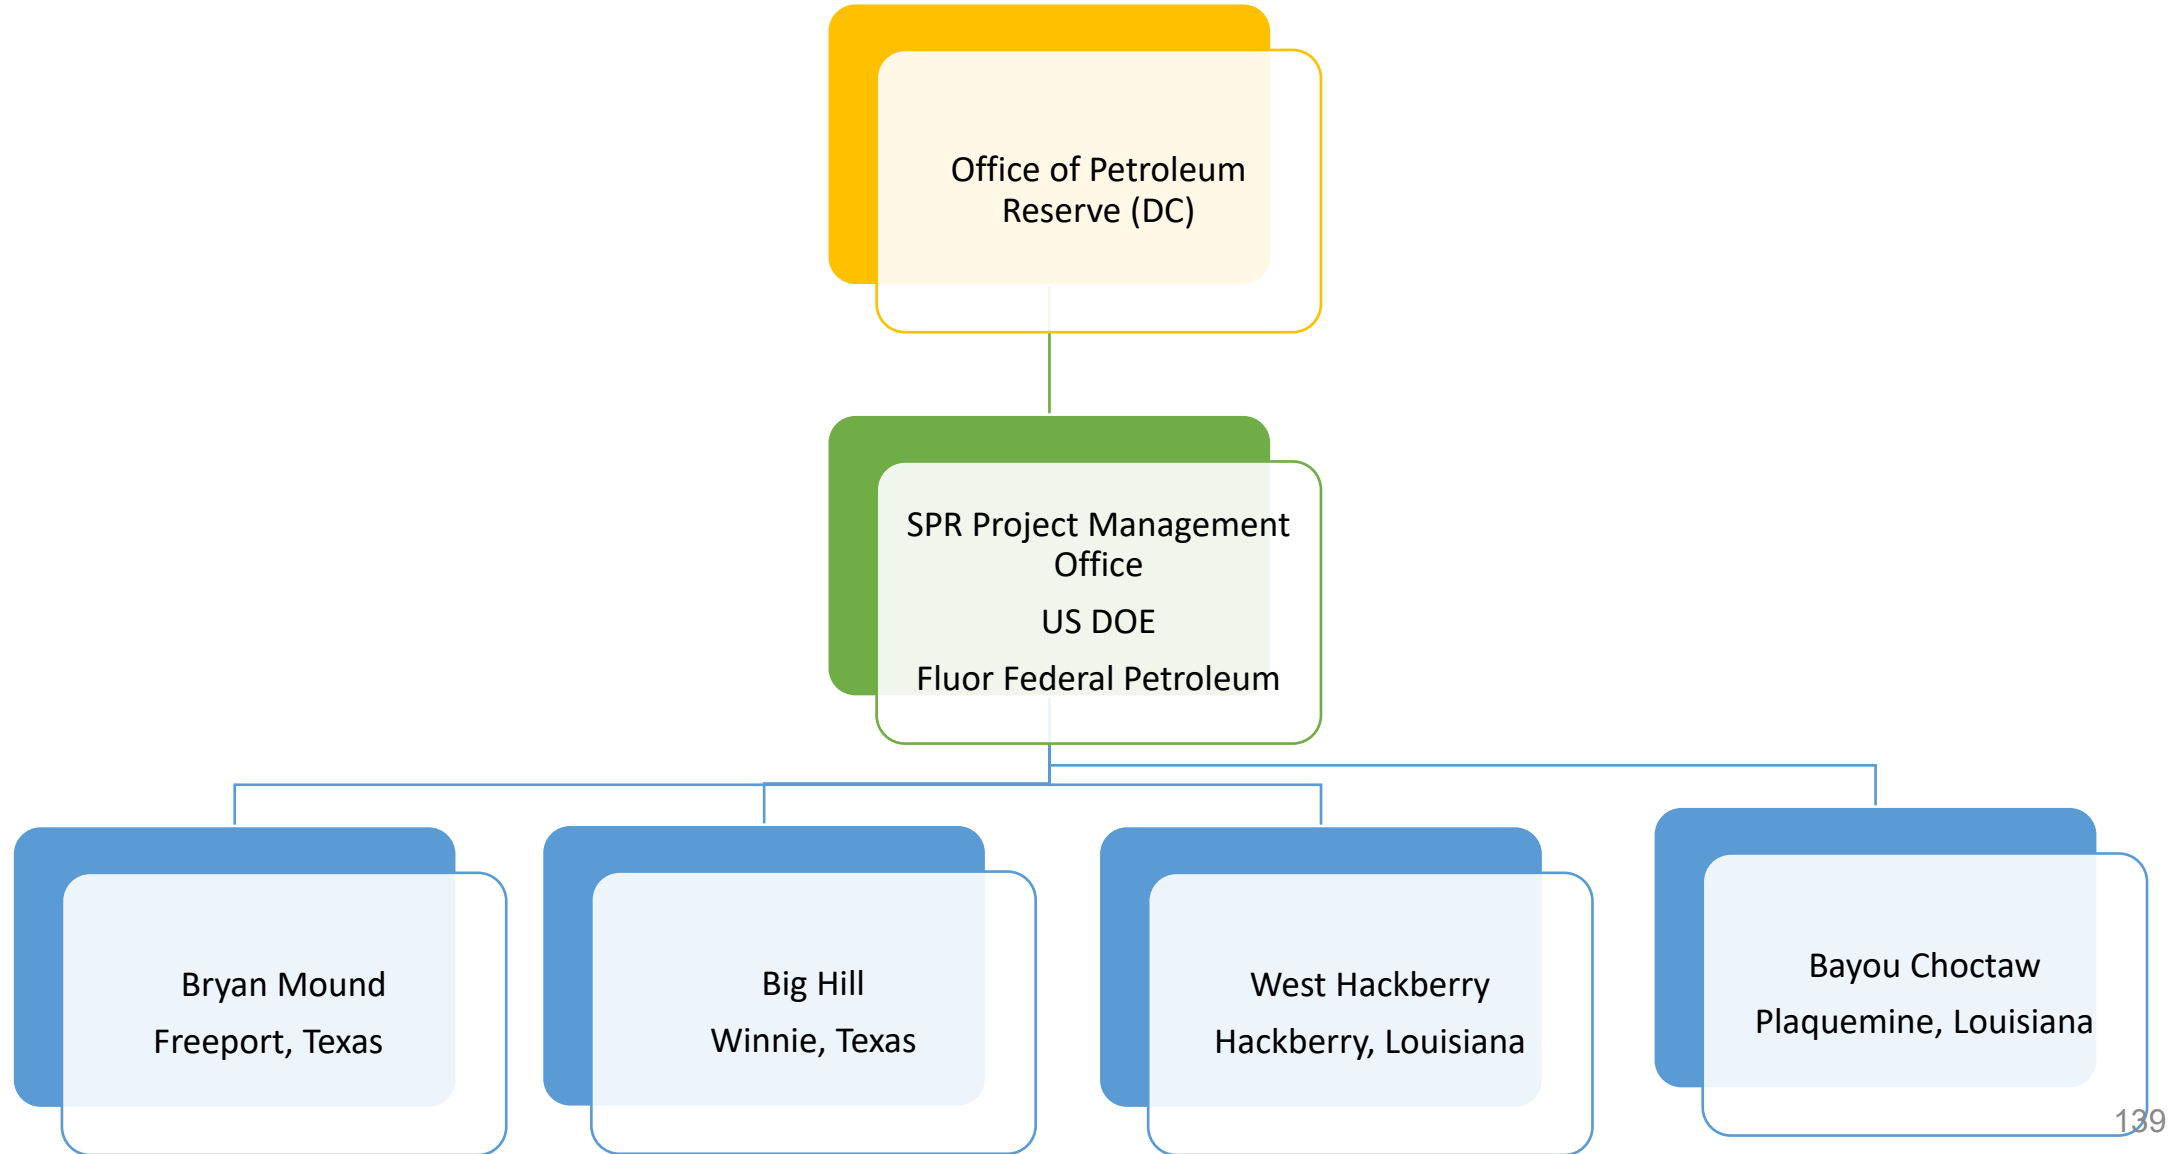 Office of Petroleum
Reserve (DC)
SPR Project Management
Office
US DOE
Fluor Federal Petroleum
Bryan Mound
Freeport, Texas
Big Hill
Winnie, Texas
West Hackberry
Hackberry, Louisiana
Bayou Choctaw
Plaquemine, Louisiana
139